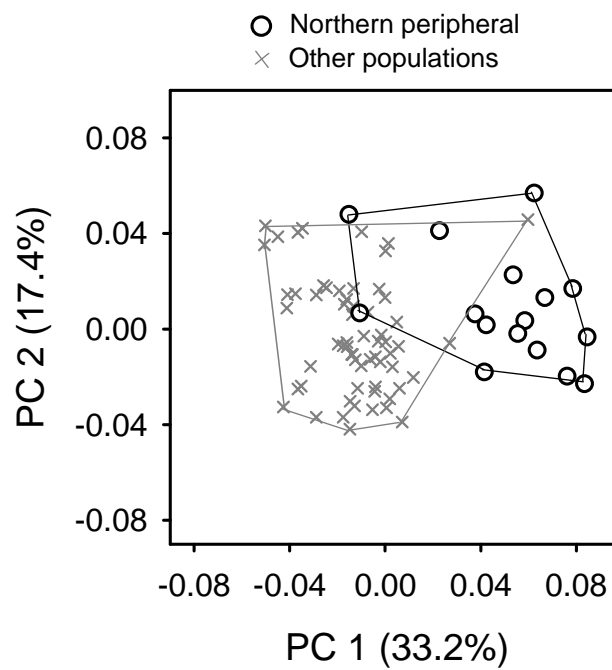 Northern peripheral
Other populations
0.08
0.04
0.00
-0.04
-0.08
PC 2 (17.4%)
-0.08 -0.04 0.00 0.04 0.08
PC 1 (33.2%)